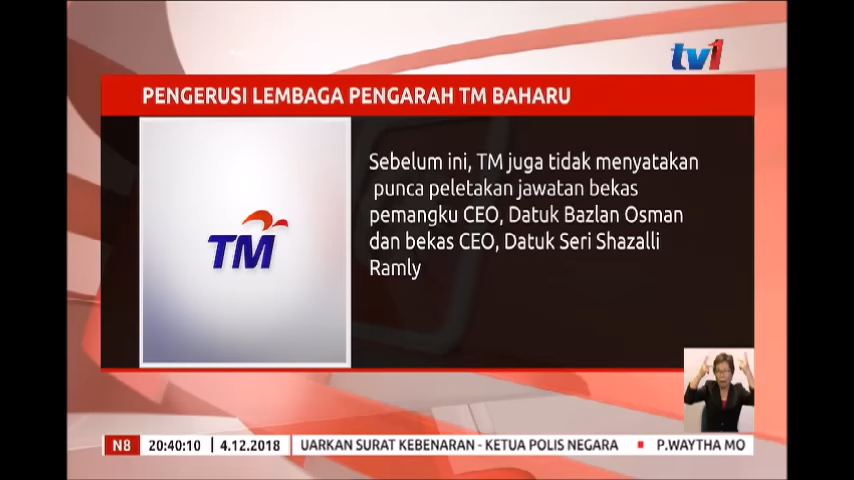 tv1
PENGERUSI LEMBAGA PENGARAH TM BAHARU
TM
Sebelum ini, TM juga tidak menyatakan
punca peletakan jawatan bekas
pemangku CEO, Datuk Bazlan Osman
dan bekas CEO, Datuk Seri Shazalli
Ramly
N8 20:40:10 | 4.12.2018 UARKAN SURAT KEBENARAN - KETUA POLIS NEGARA ▪ P.WAYTHA MO